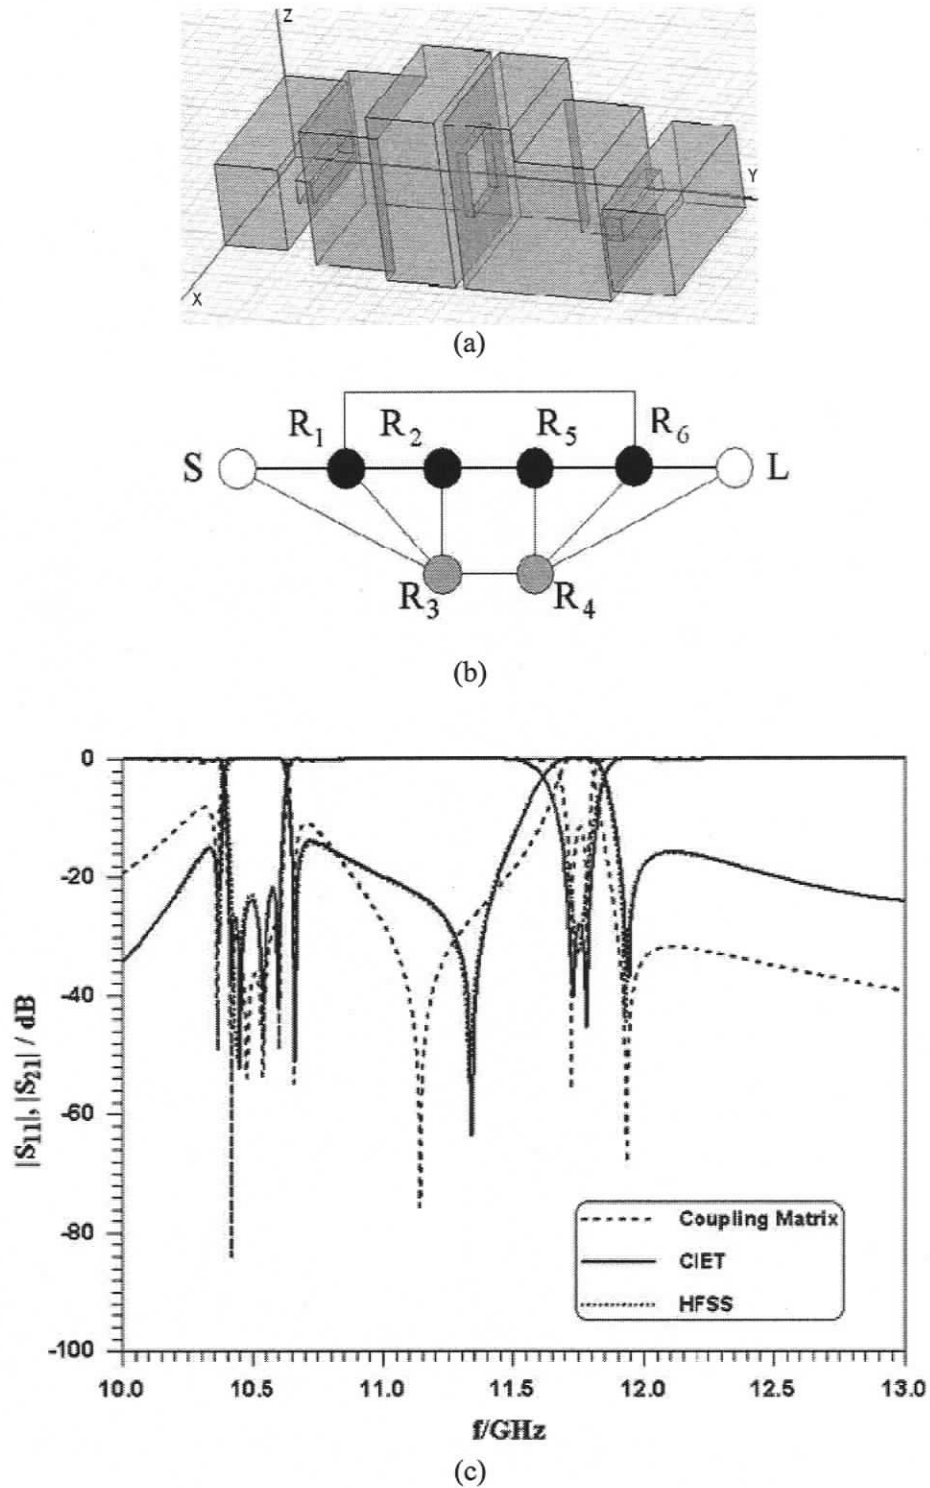 Z
Y
X
(a)
R1 R2 R5 R6
S L
R3 R4
(b)
0
-20
-40
-60
-80
-100
|S11|, |S21| / dB
Coupling Matrix
CIET
HFSS
10.0 10.5 11.0 11.5 12.0 12.5 13.0
f/GHz
(c)